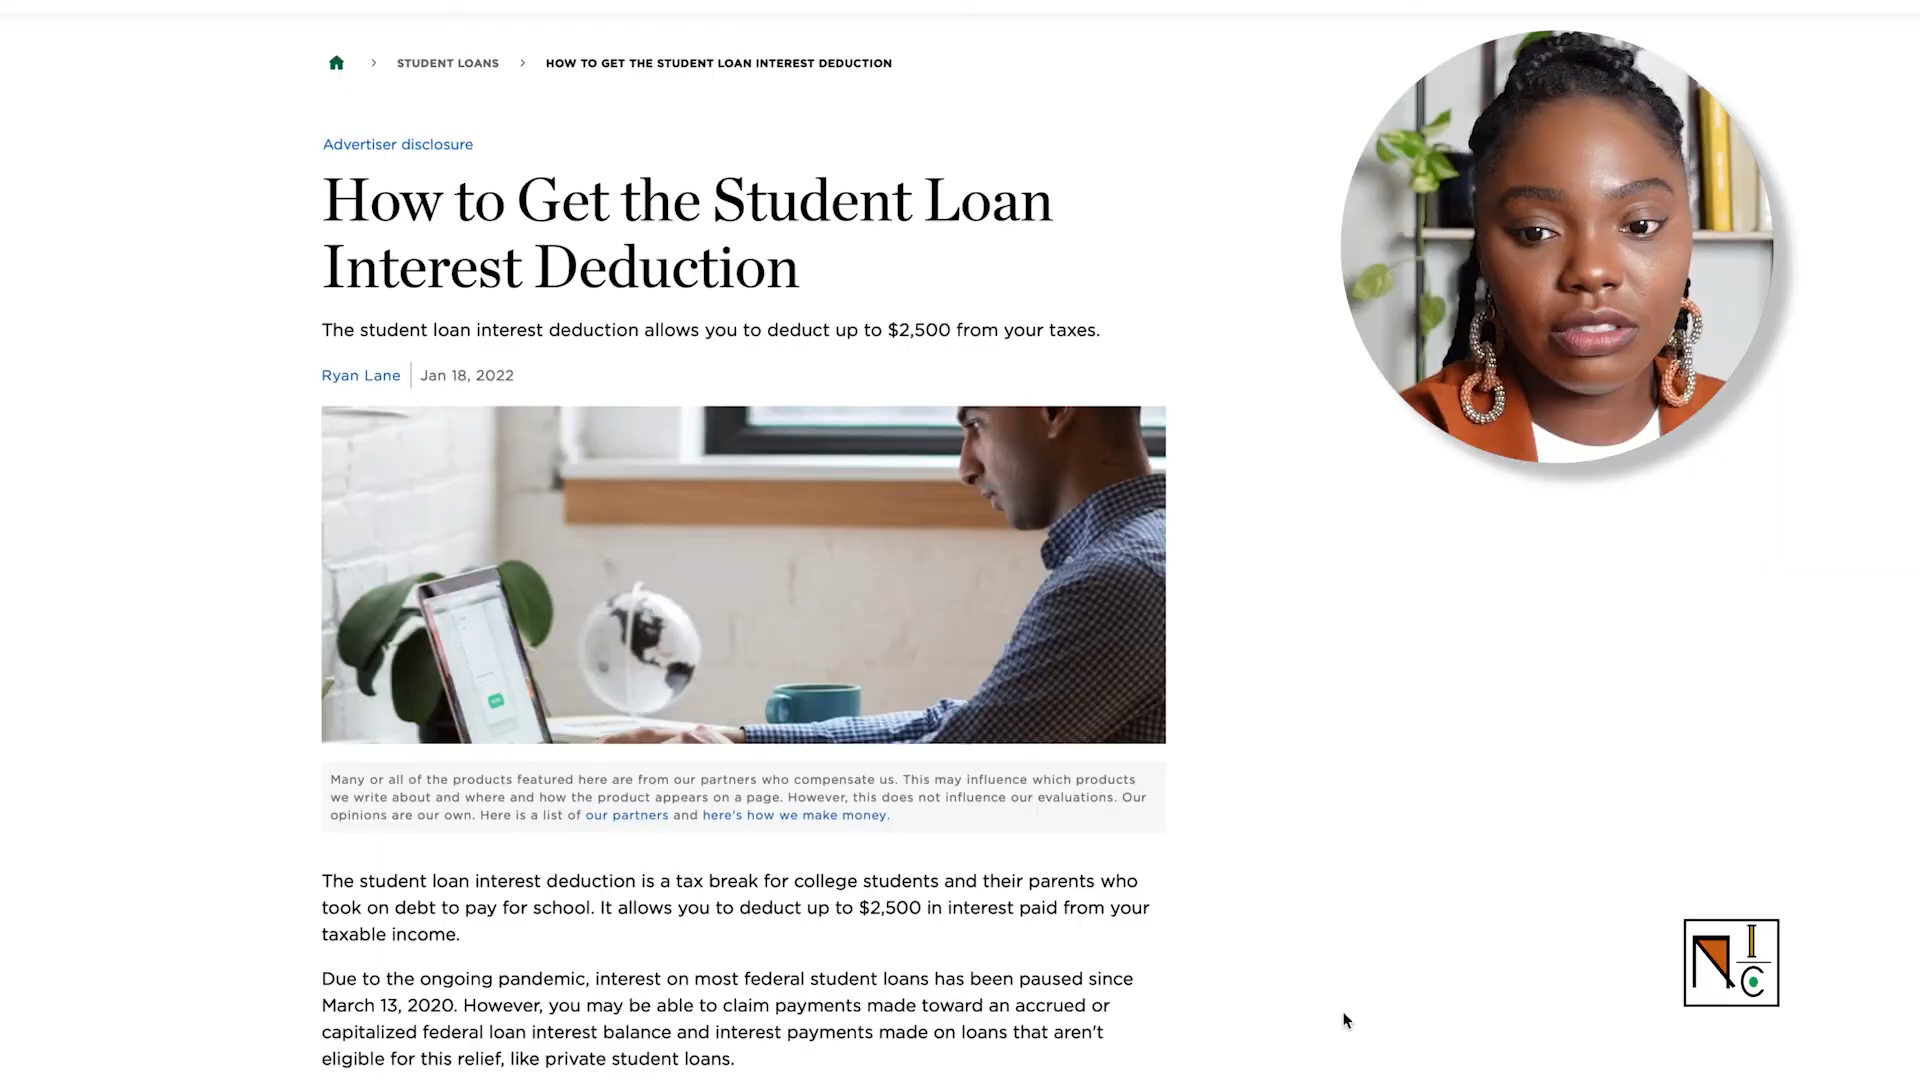 STUDENT LOANS
HOW TO GET THE STUDENT LOAN INTEREST DEDUCTION
Advertiser disclosure
How to Get the Student Loan
Interest Deduction
The student loan interest deduction allows you to deduct up to $2,500 from your taxes.
Ryan Lane
Jan 18, 2022
Many or all of the products featured here are from our partners who compensate us. This may influence which products
we write about and where and how the product appears on a page. However, this does not influence our evaluations. Our
opinions are our own. Here is a list of our partners and here's how we make money.
The student loan interest deduction is a tax break for college students and their parents who
took on debt to pay for school. It allows you to deduct up to $2,500 in interest paid from your
taxable income.
Due to the ongoing pandemic, interest on most federal student loans has been paused since
March 13, 2020. However, you may be able to claim payments made toward an accrued or
capitalized federal loan interest balance and interest payments made on loans that aren't
eligible for this relief, like private student loans.
N I C